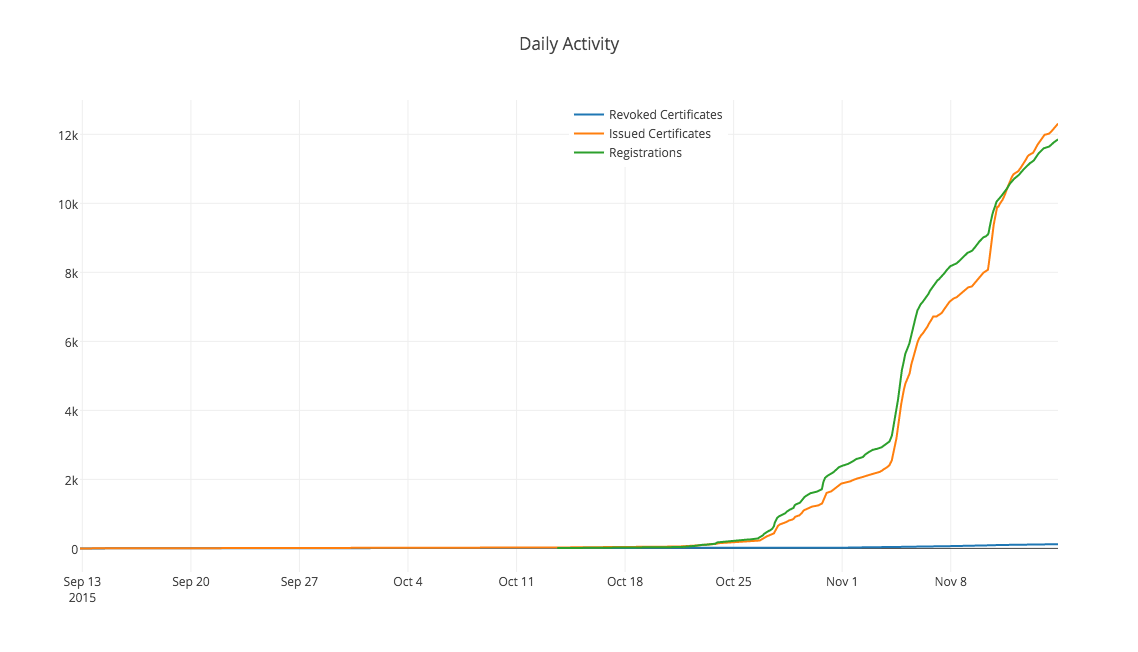 Daily Activity
Revoked Certificates
Issued Certificates
Registrations
12k
10k
8k
6k
4k
2k
0
Sep 13 Sep 20 Sep 27 Oct 4 Oct 11 Oct 18 Oct 25 Nov 1 Nov 8
2015